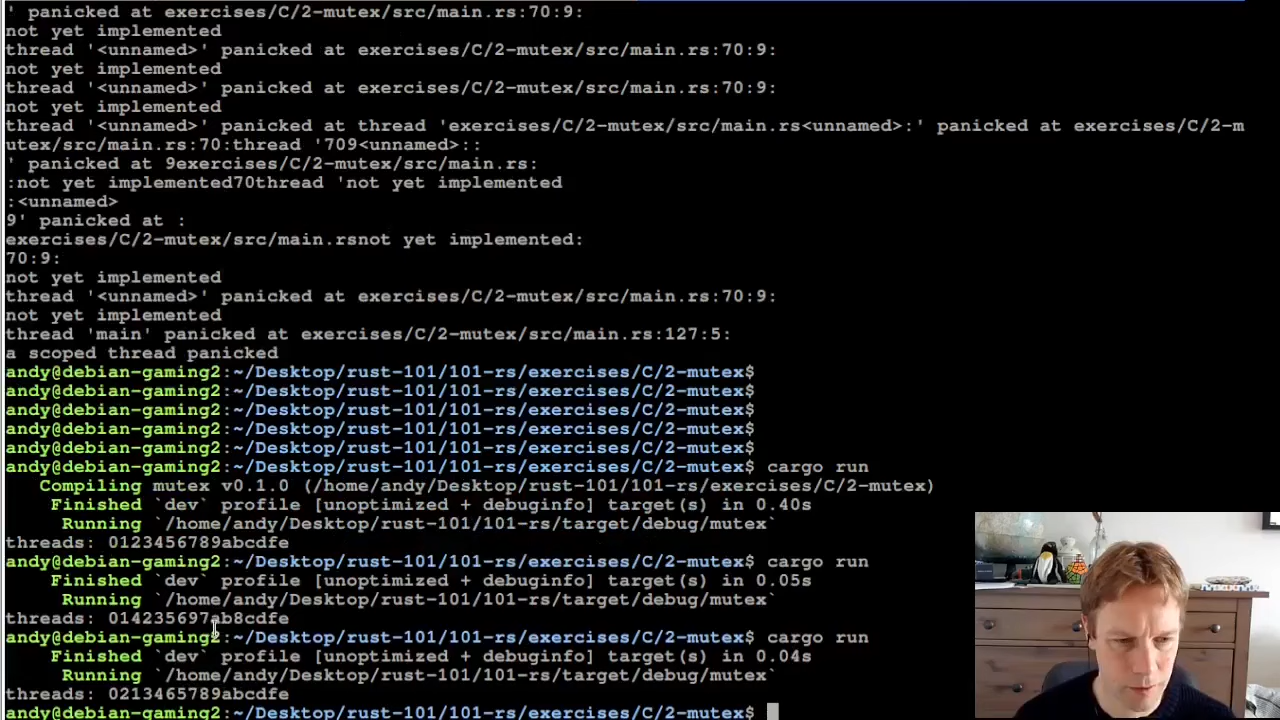 ' panicked at exercises/C/2-mutex/src/main.rs:70:9:
not yet implemented
thread '<unnamed>' panicked at exercises/C/2-mutex/src/main.rs:70:9:
not yet implemented
thread '<unnamed>' panicked at exercises/C/2-mutex/src/main.rs:70:9:
not yet implemented
thread '<unnamed>' panicked at thread 'exercises/C/2-mutex/src/main.rs<unnamed>:' panicked at exercises/C/2-m
utex/src/main.rs:70:thread '709<unnamed>::
' panicked at 9exercises/C/2-mutex/src/main.rs:
:not yet implemented70thread 'not yet implemented
:<unnamed>
9' panicked at :
exercises/C/2-mutex/src/main.rsnot yet implemented:
70:9:
not yet implemented
thread '<unnamed>' panicked at exercises/C/2-mutex/src/main.rs:70:9:
not yet implemented
thread 'main' panicked at exercises/C/2-mutex/src/main.rs:127:5:
a scoped thread panicked
andy@debian-gaming2:~/Desktop/rust-101/101-rs/exercises/C/2-mutex$
andy@debian-gaming2:~/Desktop/rust-101/101-rs/exercises/C/2-mutex$
andy@debian-gaming2:~/Desktop/rust-101/101-rs/exercises/C/2-mutex$
andy@debian-gaming2:~/Desktop/rust-101/101-rs/exercises/C/2-mutex$
andy@debian-gaming2:~/Desktop/rust-101/101-rs/exercises/C/2-mutex$
andy@debian-gaming2:~/Desktop/rust-101/101-rs/exercises/C/2-mutex$ cargo run
Compiling mutex v0.1.0 (/home/andy/Desktop/rust-101/101-rs/exercises/C/2-mutex)
Finished `dev` profile [unoptimized + debuginfo] target(s) in 0.40s
Running `/home/andy/Desktop/rust-101/101-rs/target/debug/mutex`
threads: 0123456789abcdfe
andy@debian-gaming2:~/Desktop/rust-101/101-rs/exercises/C/2-mutex$ cargo run
Finished `dev` profile [unoptimized + debuginfo] target(s) in 0.05s
Running `/home/andy/Desktop/rust-101/101-rs/target/debug/mutex`
threads: 014235697ab8cdfe
andy@debian-gaming2:~/Desktop/rust-101/101-rs/exercises/C/2-mutex$ cargo run
Finished `dev` profile [unoptimized + debuginfo] target(s) in 0.04s
Running `/home/andy/Desktop/rust-101/101-rs/target/debug/mutex`
threads: 0213465789abcdfe
andy@debian-gaming2:~/Desktop/rust-101/101-rs/exercises/C/2-mutex$